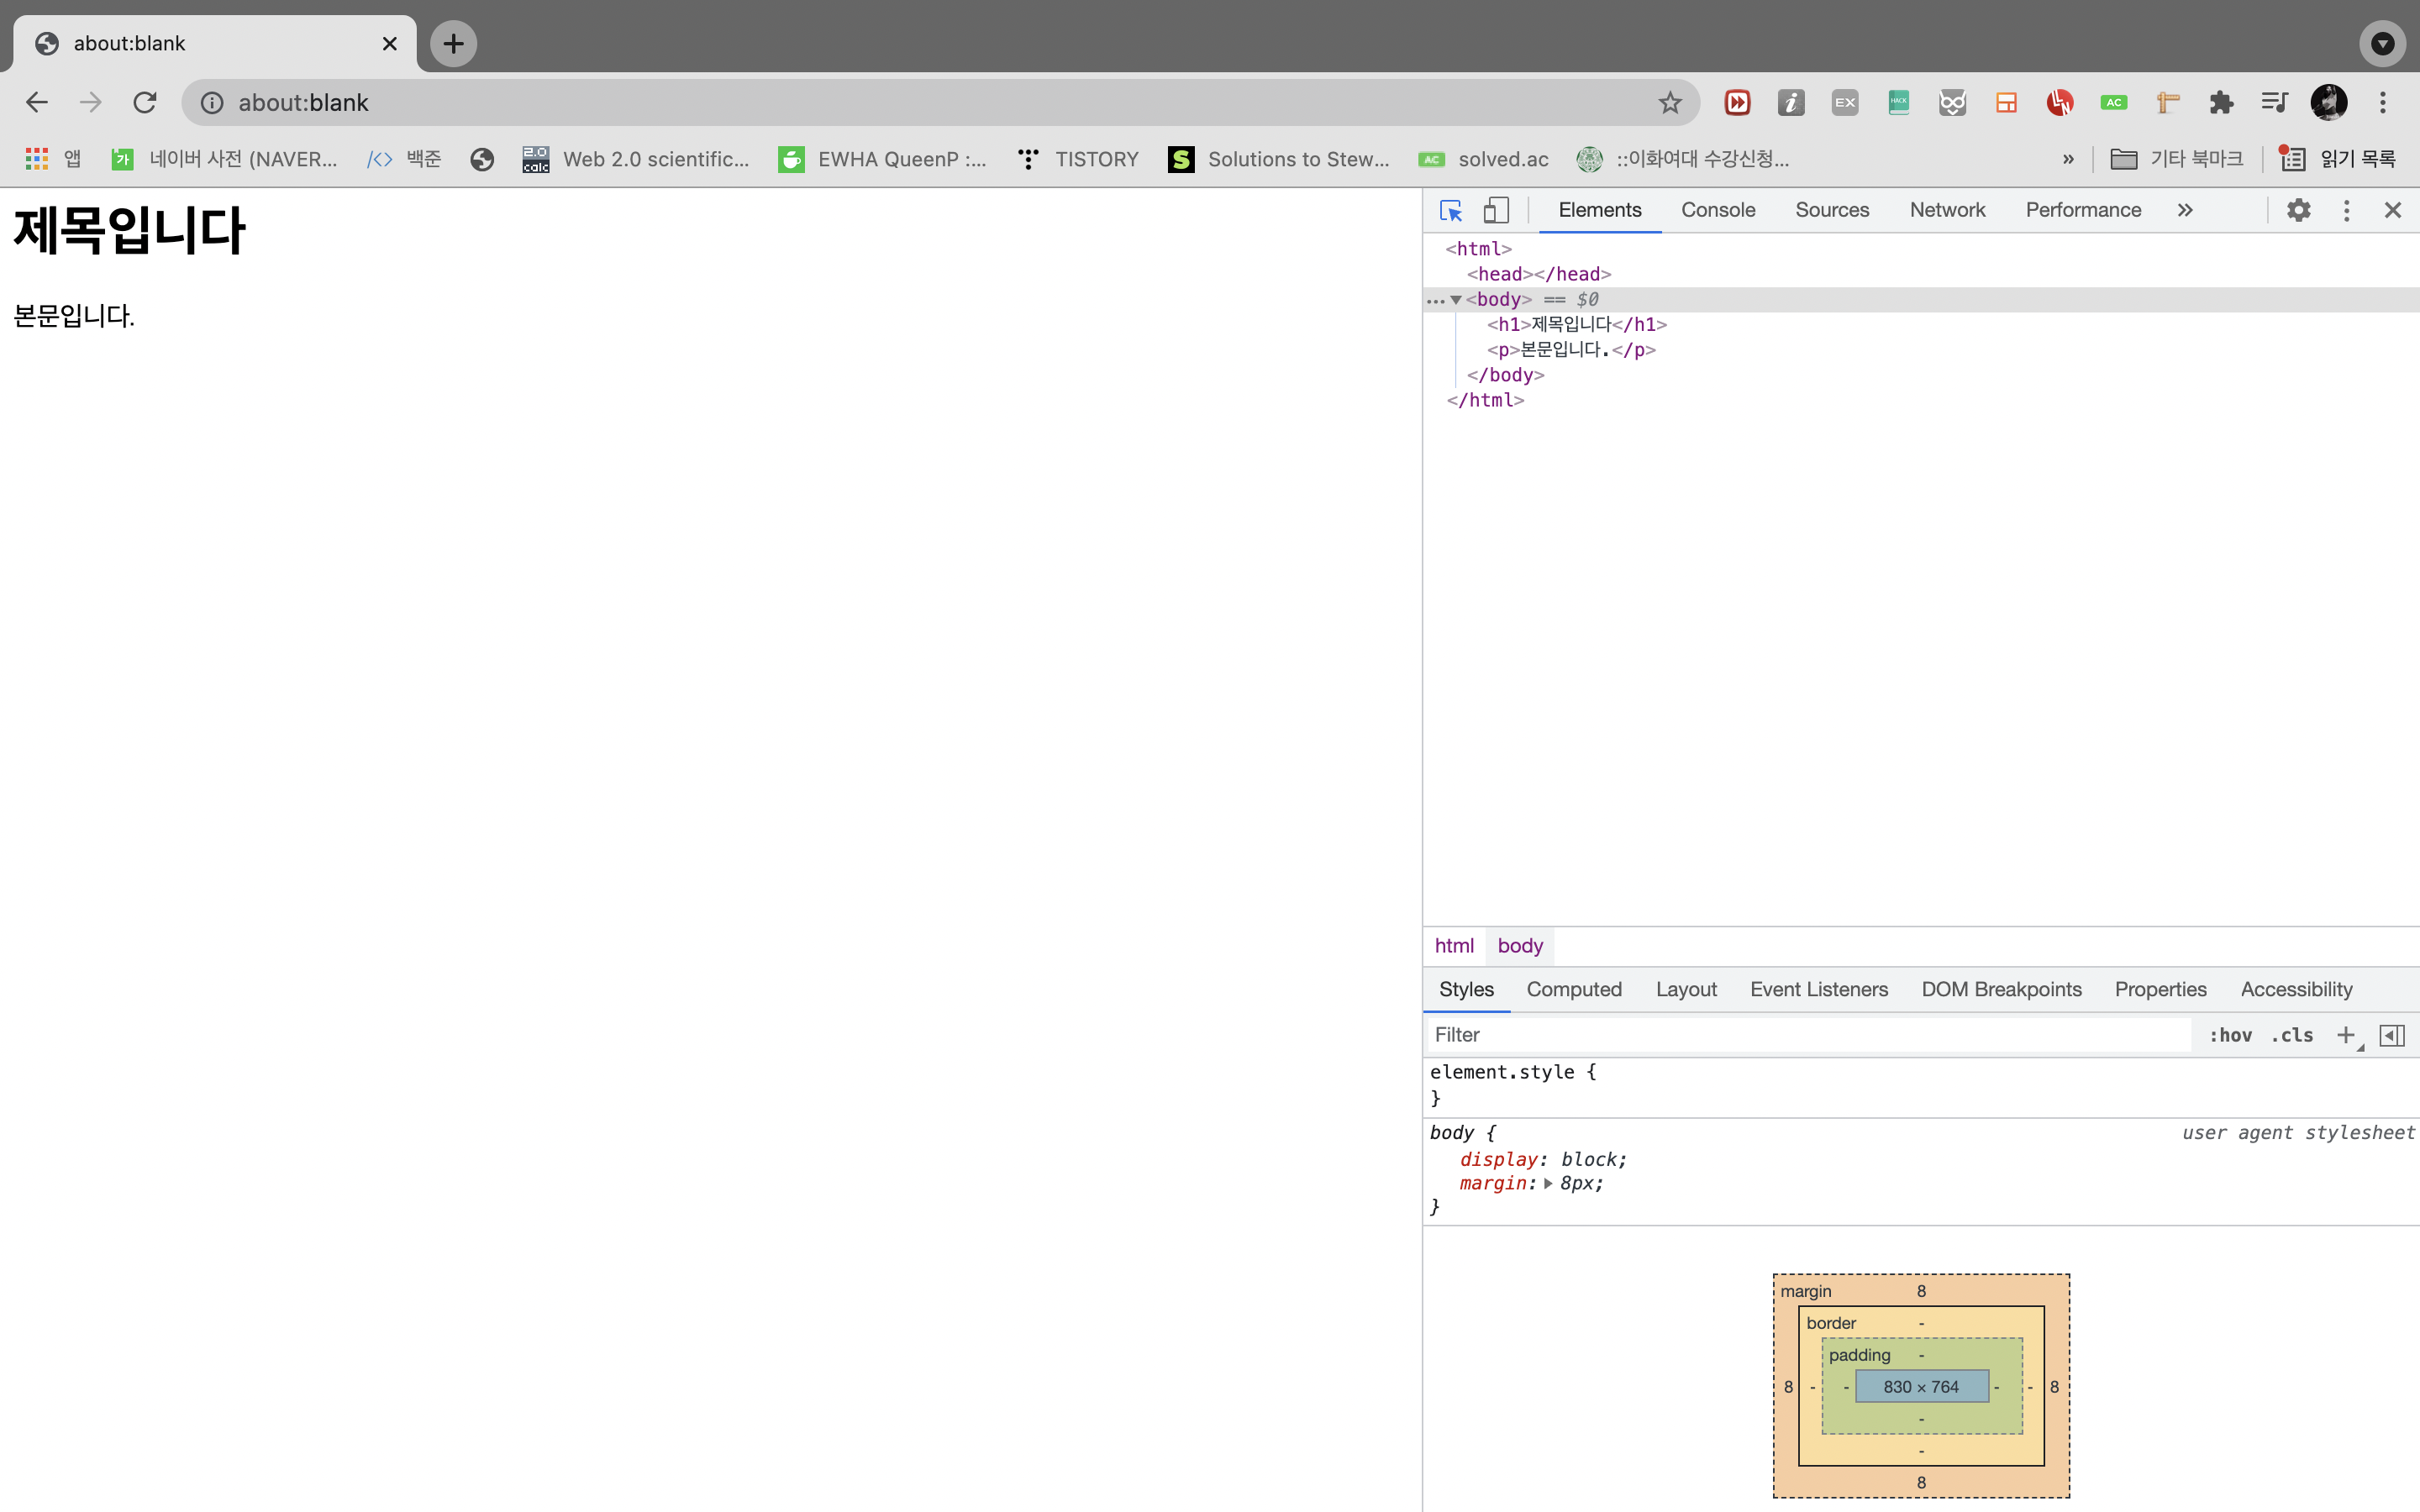 about:blank
about:blank
앱 네이버 사전 (NAVER... 백준 Web 2.0 scientific... EWHA QueenP :... TISTORY Solutions to Stew... solved.ac ::이화여대 수강신청... » 기타 북마크 읽기 목록
제목입니다
본문입니다.
Elements Console Sources Network Performance »
<html>
<head></head>
... ▼<body> == $0
<h1>제목입니다</h1>
<p>본문입니다.</p>
</body>
</html>
html body
Styles Computed Layout Event Listeners DOM Breakpoints Properties Accessibility
Filter :hov .cls +
element.style {
}
body { user agent stylesheet
display: block;
margin: ▶ 8px;
}
margin 8
border -
padding -
8 - - 830 × 764 - - 8
-
-
8